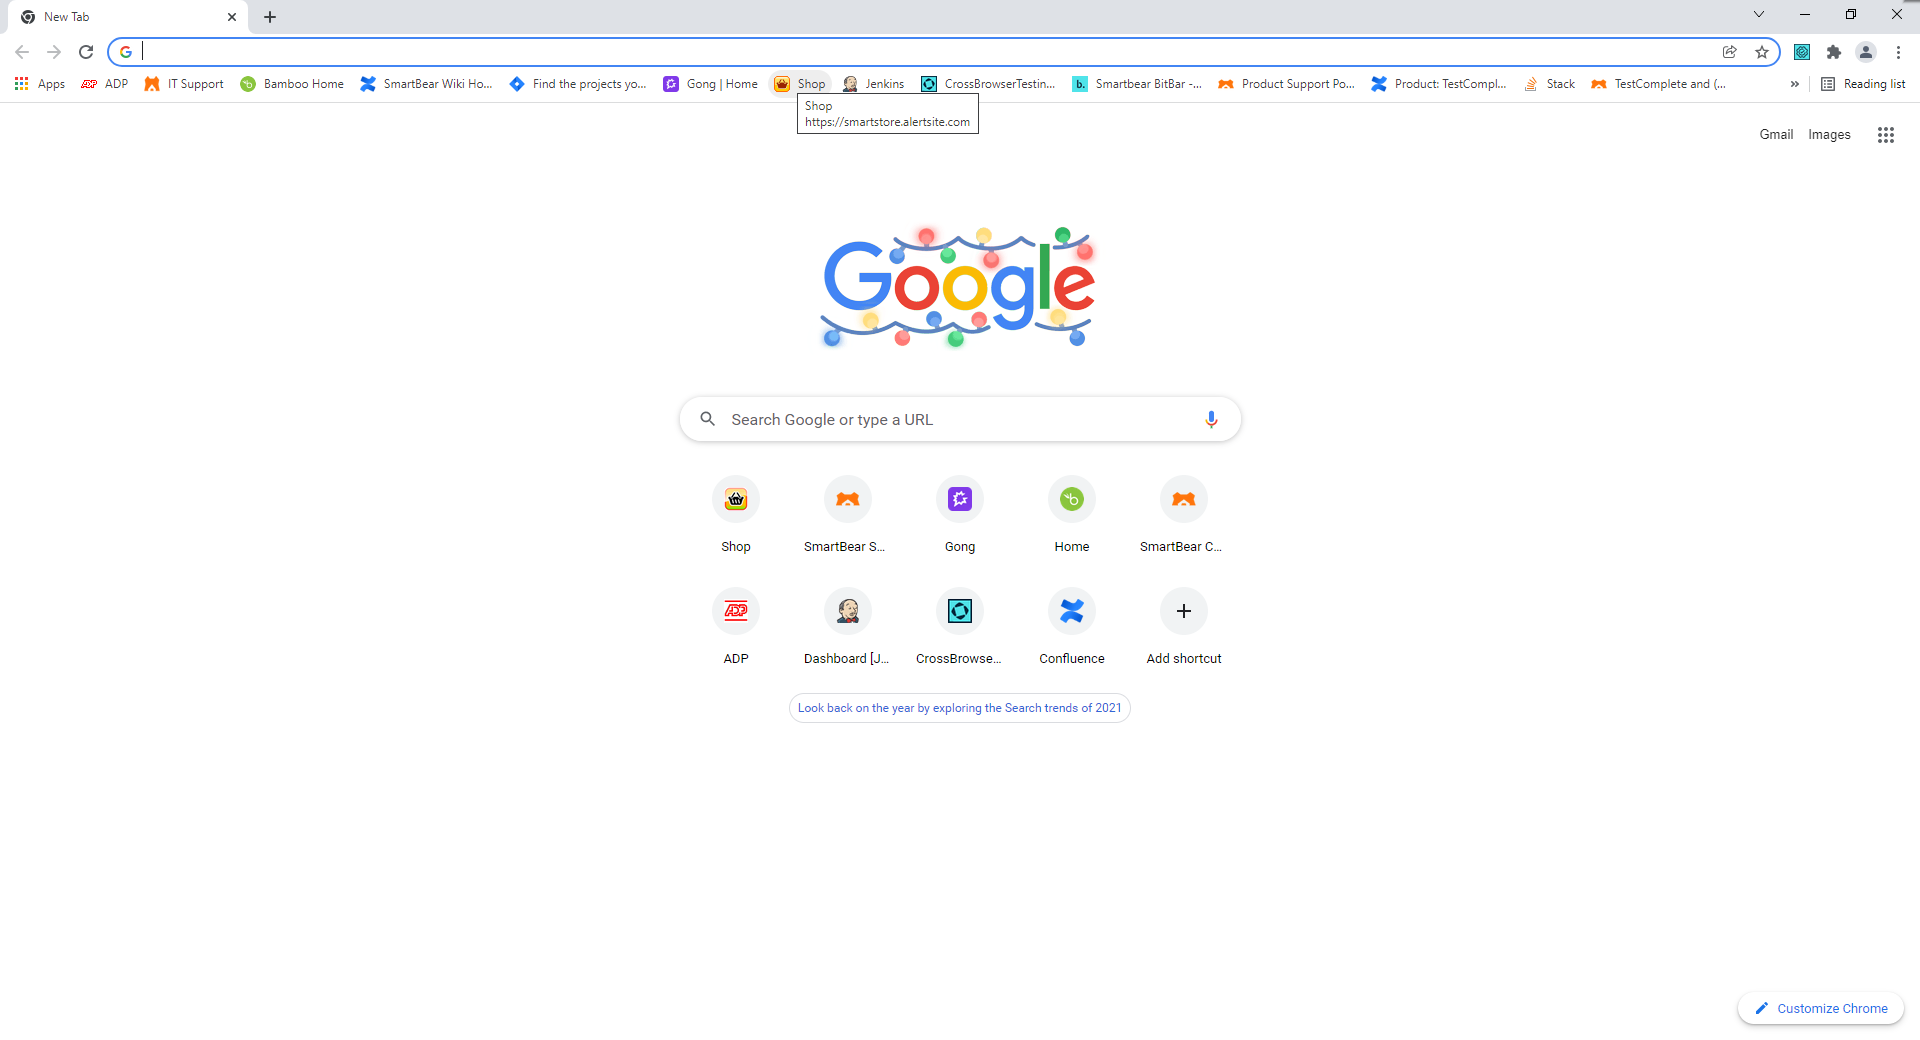 New Tab
Apps
ADP
IT Support
Bamboo Home
SmartBear Wiki Ho...
Find the projects yo...
Gong | Home
Shop
Jenkins
CrossBrowserTestin...
Smartbear BitBar -...
Product Support Po...
Product: TestCompl...
Stack
TestComplete and (...
»
Reading list
Shop
https://smartstore.alertsite.com
Gmail
Images
Google
Search Google or type a URL
Shop
SmartBear S...
Gong
Home
SmartBear C...
ADP
Dashboard [J...
CrossBrowse...
Confluence
Add shortcut
Look back on the year by exploring the Search trends of 2021
Customize Chrome